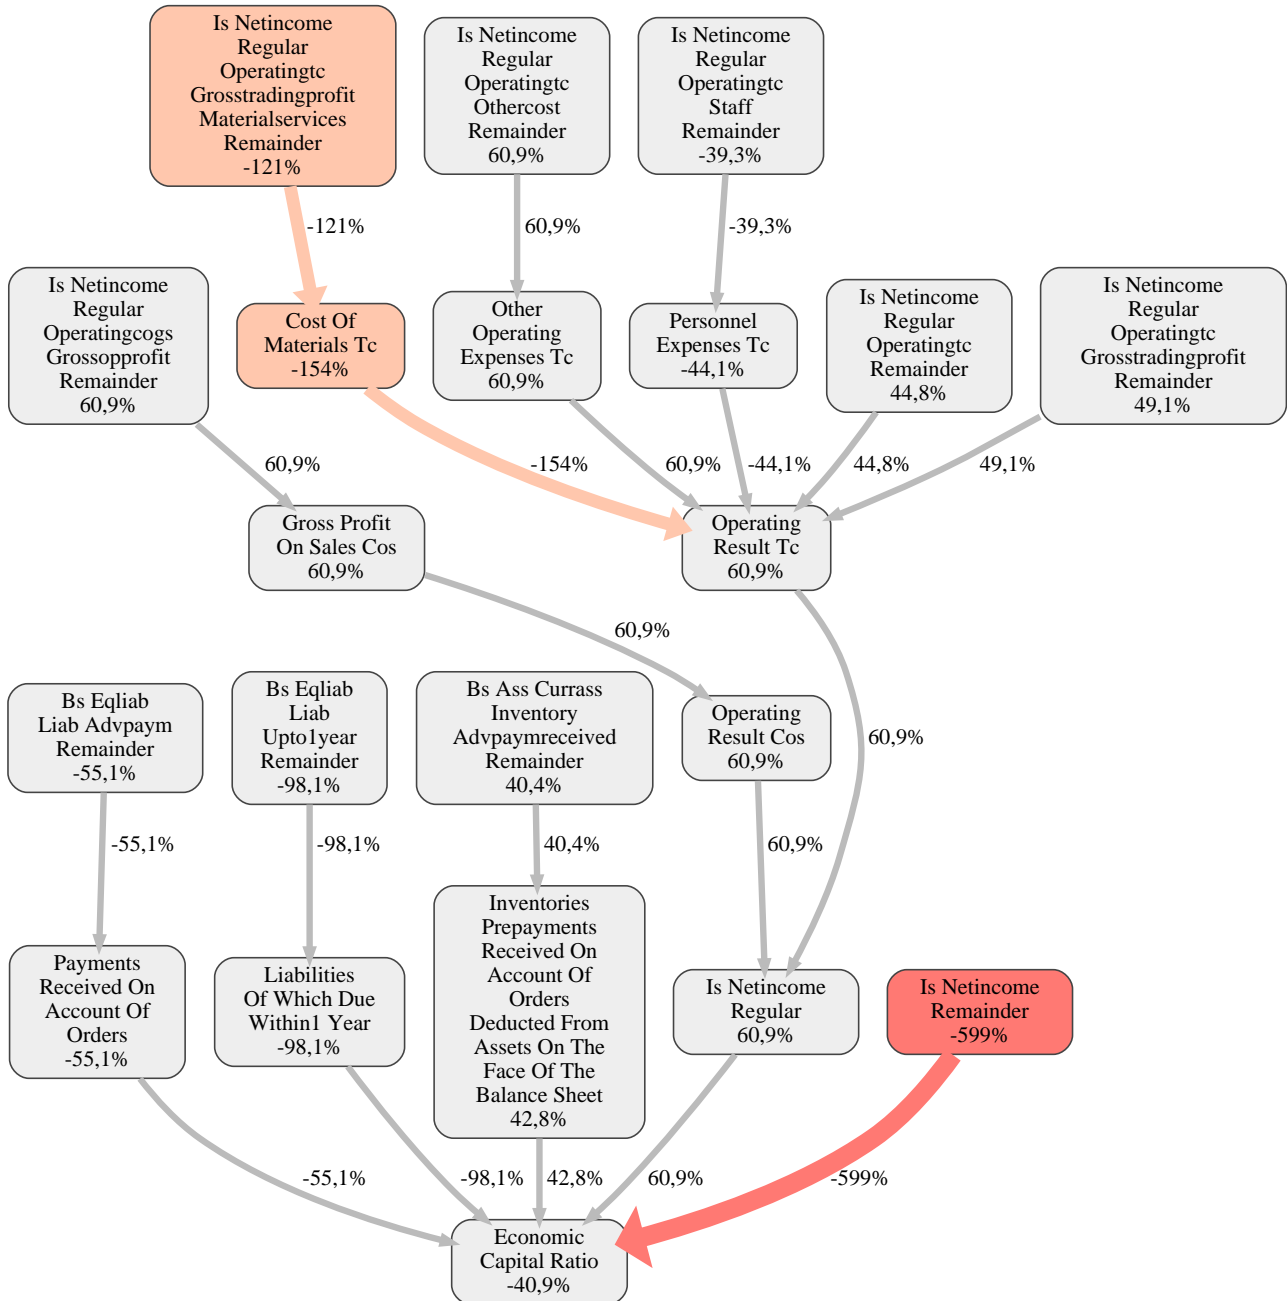 Is Netincome
Regular
Operatingtc
Grosstradingprofit
Materialservices
Remainder
-121%
Is Netincome
Regular
Operatingtc
Othercost
Remainder
60,9%
Is Netincome
Regular
Operatingtc
Staff
Remainder
-39,3%
-121%
60,9%
-39,3%
Is Netincome
Regular
Operatingcogs
Grossopprofit
Remainder
60,9%
Cost Of
Materials Tc
-154%
Other
Operating
Expenses Tc
60,9%
Personnel
Expenses Tc
-44,1%
Is Netincome
Regular
Operatingtc
Remainder
44,8%
Is Netincome
Regular
Operatingtc
Grosstradingprofit
Remainder
49,1%
60,9%
-154%
60,9%
-44,1%
44,8%
49,1%
Gross Profit
On Sales Cos
60,9%
Operating
Result Tc
60,9%
60,9%
Bs Eqliab
Liab Advpaym
Remainder
-55,1%
Bs Eqliab
Liab
Upto1year
Remainder
-98,1%
Bs Ass Currass
Inventory
Advpaymreceived
Remainder
40,4%
Operating
Result Cos
60,9%
60,9%
-55,1%
-98,1%
40,4%
60,9%
Payments
Received On
Account Of
Orders
-55,1%
Liabilities
Of Which Due
Within1 Year
-98,1%
Inventories
Prepayments
Received On
Account Of
Orders
Deducted From
Assets On The
Face Of The
Balance Sheet
42,8%
Is Netincome
Regular
60,9%
Is Netincome
Remainder
-599%
-55,1%
-98,1%
42,8%
60,9%
-599%
Economic
Capital Ratio
-40,9%